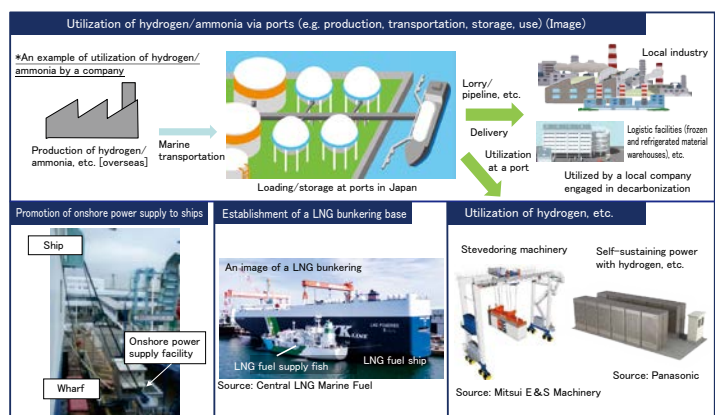 Utilization of hydrogen/ammonia via ports (e.g. production, transportation, storage, use) (Image)
*An example of utilization of hydrogen/
ammonia by a company
Production of hydrogen/
ammonia, etc. [overseas]
Marine
transportation
Loading/storage at ports in Japan
Lorry/
pipeline, etc.
Delivery
Utilization
at a port
Local industry
Logistic facilities (frozen
and refrigerated material
warehouses), etc.
Utilized by a local company
engaged in decarbonization
Promotion of onshore power supply to ships
Ship
Onshore power
supply facility
Wharf
Establishment of a LNG bunkering base
An image of a LNG bunkering
LNG fuel supply fish
LNG fuel ship
Source: Central LNG Marine Fuel
Utilization of hydrogen, etc.
Stevedoring machinery
Source: Mitsui E&S Machinery
Self-sustaining power
with hydrogen, etc.
Source: Panasonic